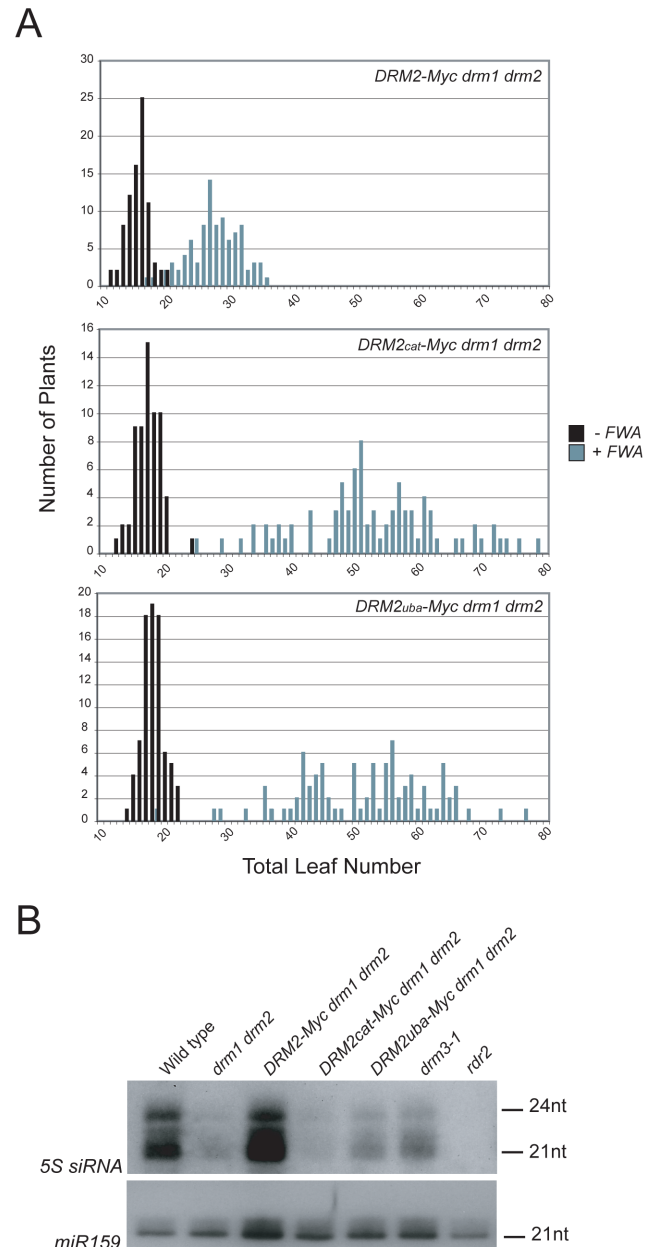 A
30
25
20
15
10
5
0
DRM2-Myc drm1 drm2
10 20 30 40 50 60 70 80
16
14
12
10
8
6
4
2
0
DRM2cat-Myc drm1 drm2
10 20 30 40 50 60 70 80
20
18
16
14
12
10
8
6
4
2
0
DRM2uba-Myc drm1 drm2
10 20 30 40 50 60 70 80
Number of Plants
Total Leaf Number
- FWA
+ FWA
B
Wild type
drm1 drm2
DRM2-Myc drm1 drm2
DRM2cat-Myc drm1 drm2
DRM2uba-Myc drm1 drm2
drm3-1
rdr2
24nt
21nt
5S siRNA
21nt
miR159